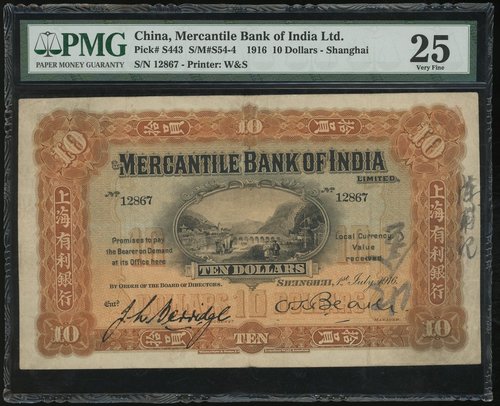 PMG
PAPER MONEY GUARANTY
China, Mercantile Bank of India Ltd.
Pick# S443 S/M#S54-4 1916 10 Dollars - Shanghai
S/N 12867 - Printer: W&S
25
Very Fine
10
10
10
THE
MERCANTILE BANK OF INDIA
LIMITED.
No 12867
No 12867
Promises to pay
the Bearer on Demand
at its Office here
Local Currency
Value
received
TEN DOLLARS
BY ORDER OF THE BOARD OF DIRECTORS.
SHANGHAI, 1st July, 1916.
Entd
MANAGER.
上海有利銀行
上海有利銀行
10
TEN
10